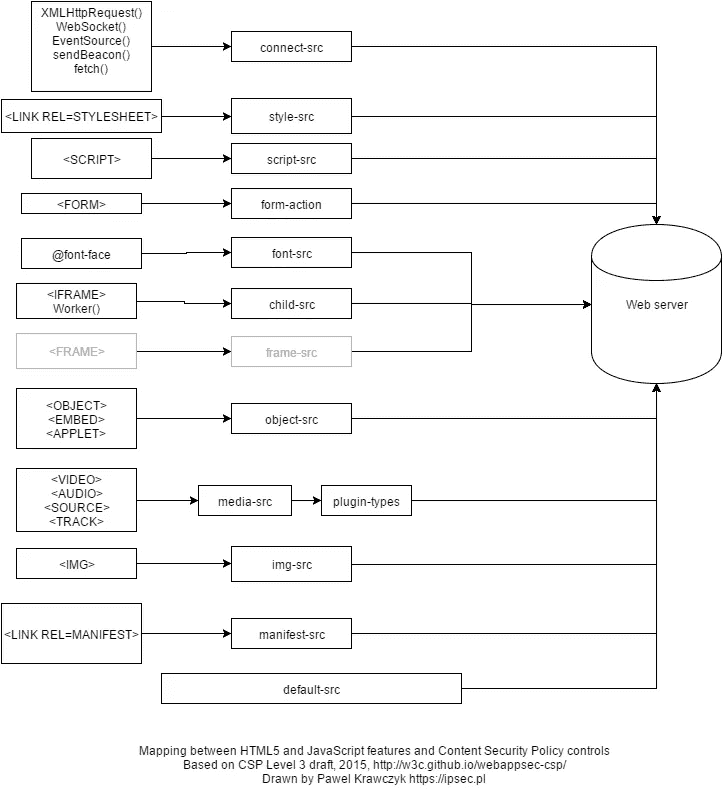 XMLHttpRequest()
WebSocket()
EventSource()
sendBeacon()
fetch()
connect-src
<LINK REL=STYLESHEET>
style-src
<SCRIPT>
script-src
<FORM>
form-action
@font-face
font-src
<IFRAME>
Worker()
child-src
Web server
<FRAME>
frame-src
<OBJECT>
<EMBED>
<APPLET>
object-src
<VIDEO>
<AUDIO>
<SOURCE>
<TRACK>
media-src
plugin-types
<IMG>
img-src
<LINK REL=MANIFEST>
manifest-src
default-src
Mapping between HTML5 and JavaScript features and Content Security Policy controls
Based on CSP Level 3 draft, 2015, http://w3c.github.io/webappsec-csp/
Drawn by Pawel Krawczyk https://ipsec.pl